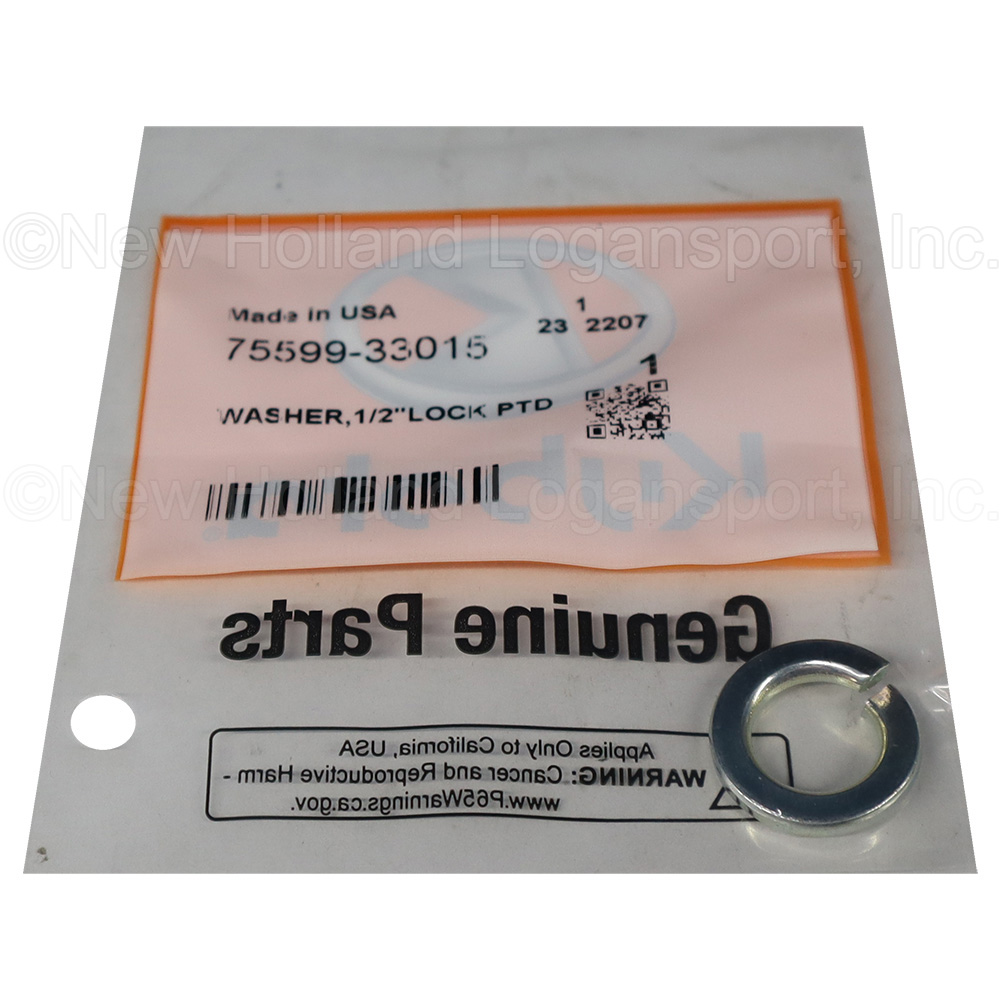 ©New Holland Logansport, Inc.
Made in USA
1
23 2207
75599-33015
1
WASHER,1/2"LOCK PTD
Kubota
©New Holland Logansport, Inc.
Genuine Parts
Applies Only to California, USA
WARNING: Cancer and Reproductive Harm -
www.P65Warnings.ca.gov.